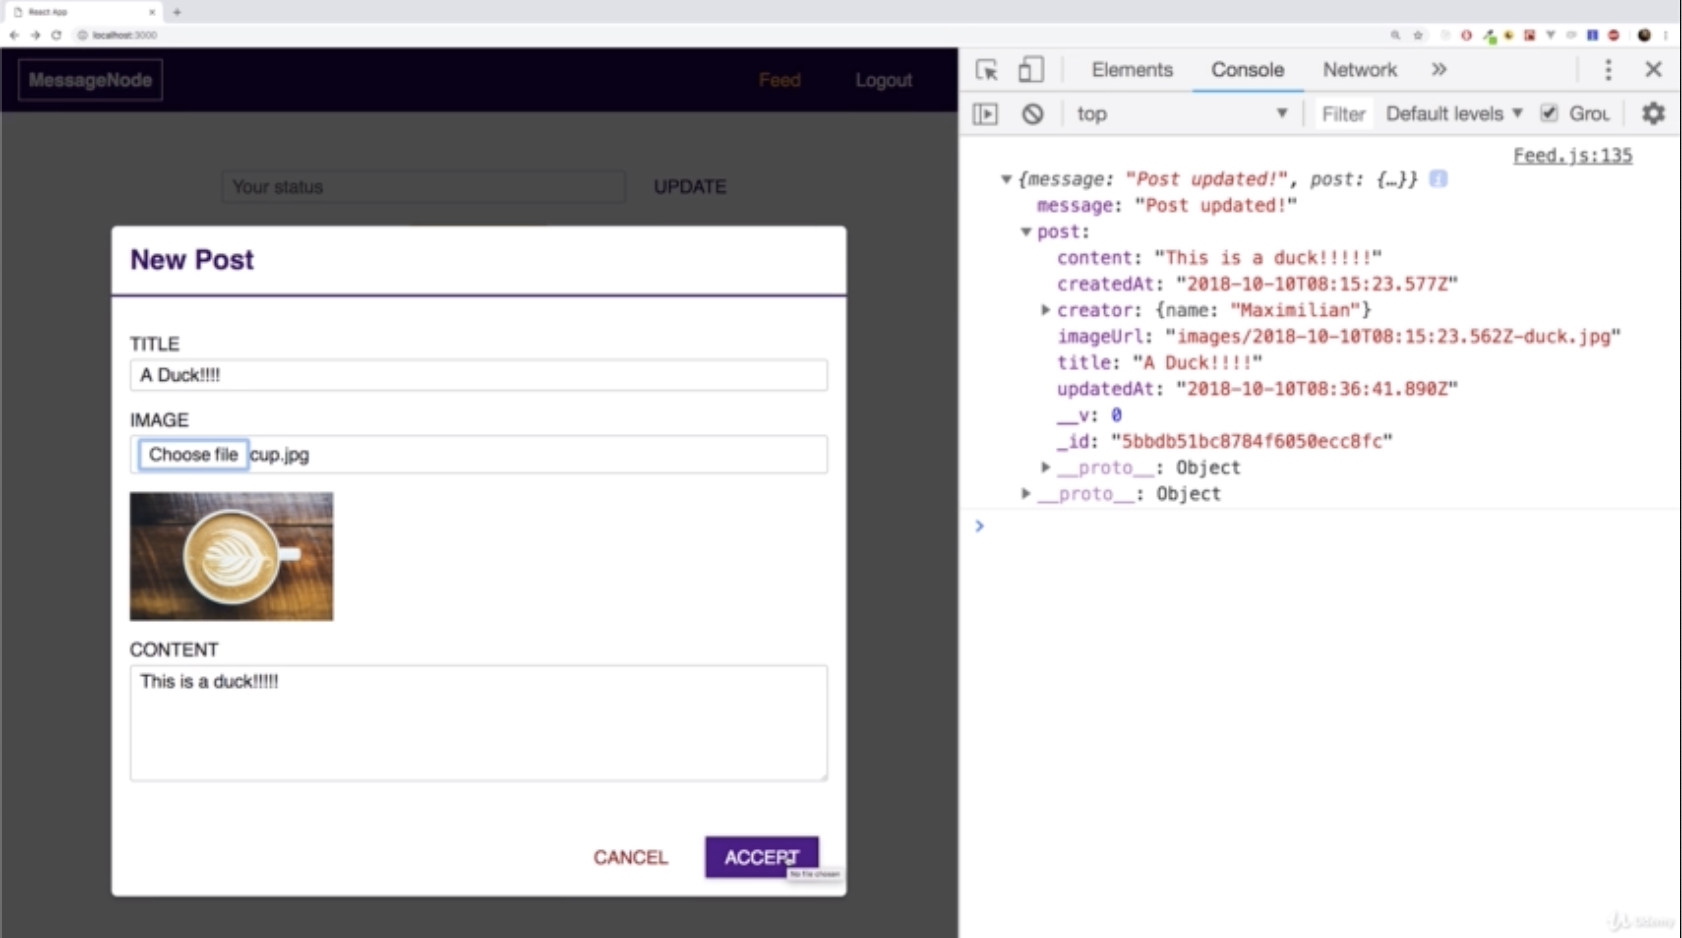 React App
localhost:3000
MessageNode
Feed
Logout
Your status
UPDATE
New Post
TITLE
A Duck!!!!
IMAGE
Choose file cup.jpg
CONTENT
This is a duck!!!!!
CANCEL
ACCEPT
No file chosen
Elements Console Network »
top
Filter
Default levels
Grou
Feed.js:135
{message: "Post updated!", post: {…}}
message: "Post updated!"
post:
content: "This is a duck!!!!!"
createdAt: "2018-10-10T08:15:23.577Z"
creator: {name: "Maximilian"}
imageUrl: "images/2018-10-10T08:15:23.562Z-duck.jpg"
title: "A Duck!!!!"
updatedAt: "2018-10-10T08:36:41.890Z"
__v: 0
_id: "5bbdb51bc8784f6050ecc8fc"
__proto__: Object
__proto__: Object
Udemy